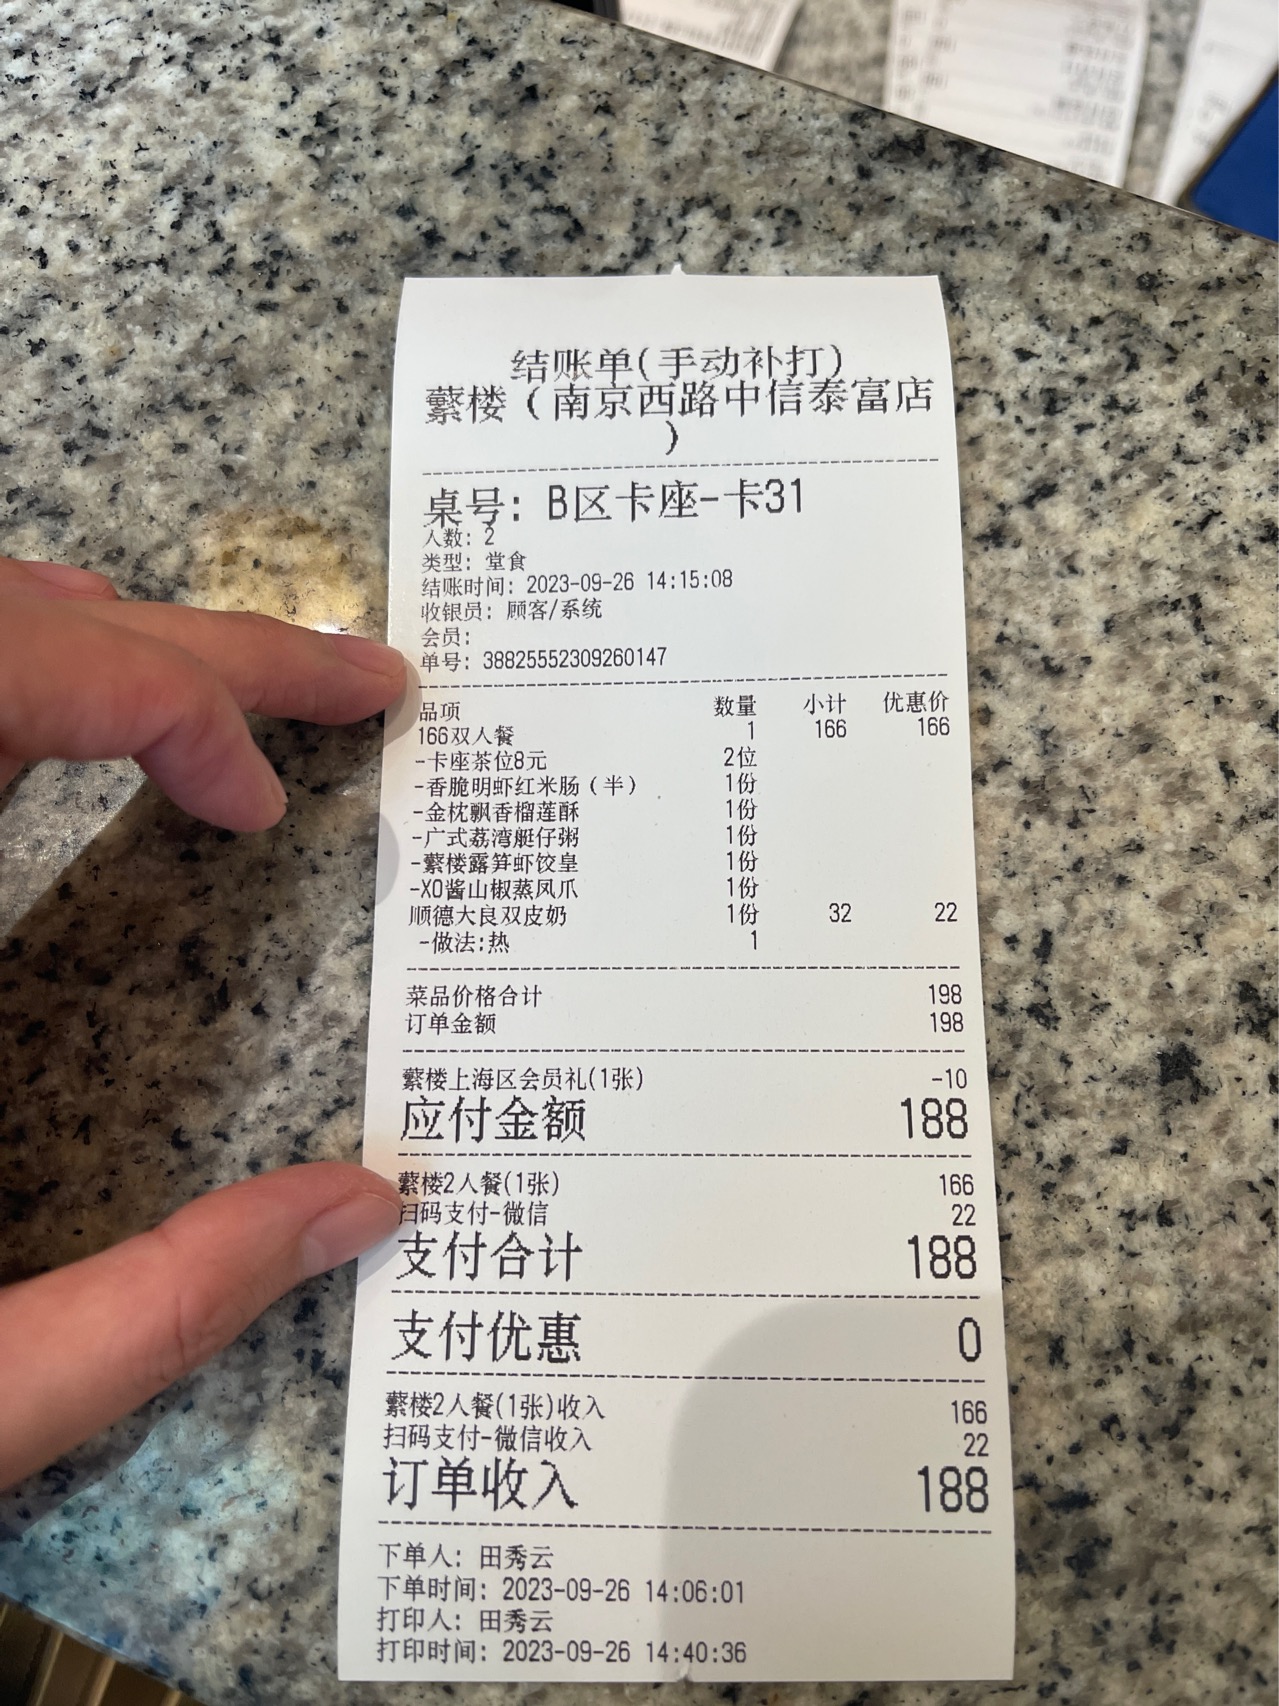 结账单(手动补打)
蘩楼（南京西路中信泰富店
）
桌号: B区卡座-卡31
人数: 2
类型: 堂食
结账时间: 2023-09-26 14:15:08
收银员: 顾客/系统
会员:
单号: 38825552309260147
品项 数量 小计 优惠价
166双人餐 1 166 166
-卡座茶位8元 2位
-香脆明虾红米肠（半） 1份
-金枕飘香榴莲酥 1份
-广式荔湾艇仔粥 1份
-蘩楼露笋虾饺皇 1份
-XO酱山椒蒸凤爪 1份
顺德大良双皮奶 1份 32 22
-做法:热 1
菜品价格合计 198
订单金额 198
蘩楼上海区会员礼(1张) -10
应付金额 188
蘩楼2人餐(1张) 166
扫码支付-微信 22
支付合计 188
支付优惠 0
蘩楼2人餐(1张)收入 166
扫码支付-微信收入 22
订单收入 188
下单人: 田秀云
下单时间: 2023-09-26 14:06:01
打印人: 田秀云
打印时间: 2023-09-26 14:40:36